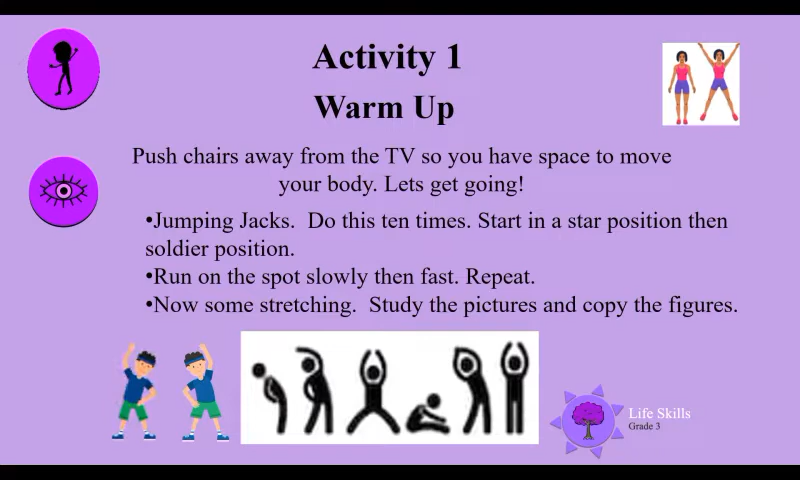 Activity 1
Warm Up
Push chairs away from the TV so you have space to move
your body. Lets get going!
•Jumping Jacks.  Do this ten times. Start in a star position then
soldier position.
•Run on the spot slowly then fast. Repeat.
•Now some stretching.  Study the pictures and copy the figures.
Life Skills
Grade 3